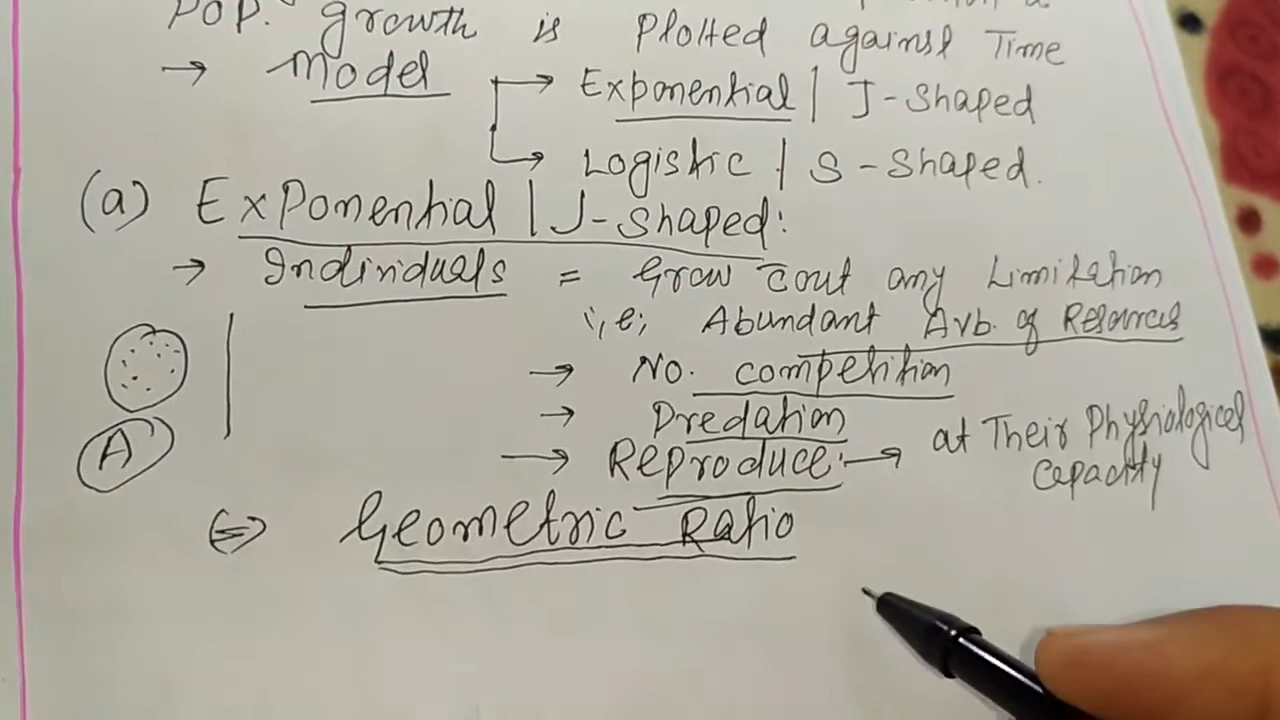 Pop. growth is Plotted against Time
→ Model → Exponential | J-Shaped
→ Logistic | S-Shaped.
(a) Exponential | J-Shaped:
→ Individuals = Grow c̄out any Limitation
i,e; Abundant Avb. of Resources
→ No. competition
→ Predation
→ Reproduce: → at Their Physiological Capacity
A
⇔ Geometric Ratio